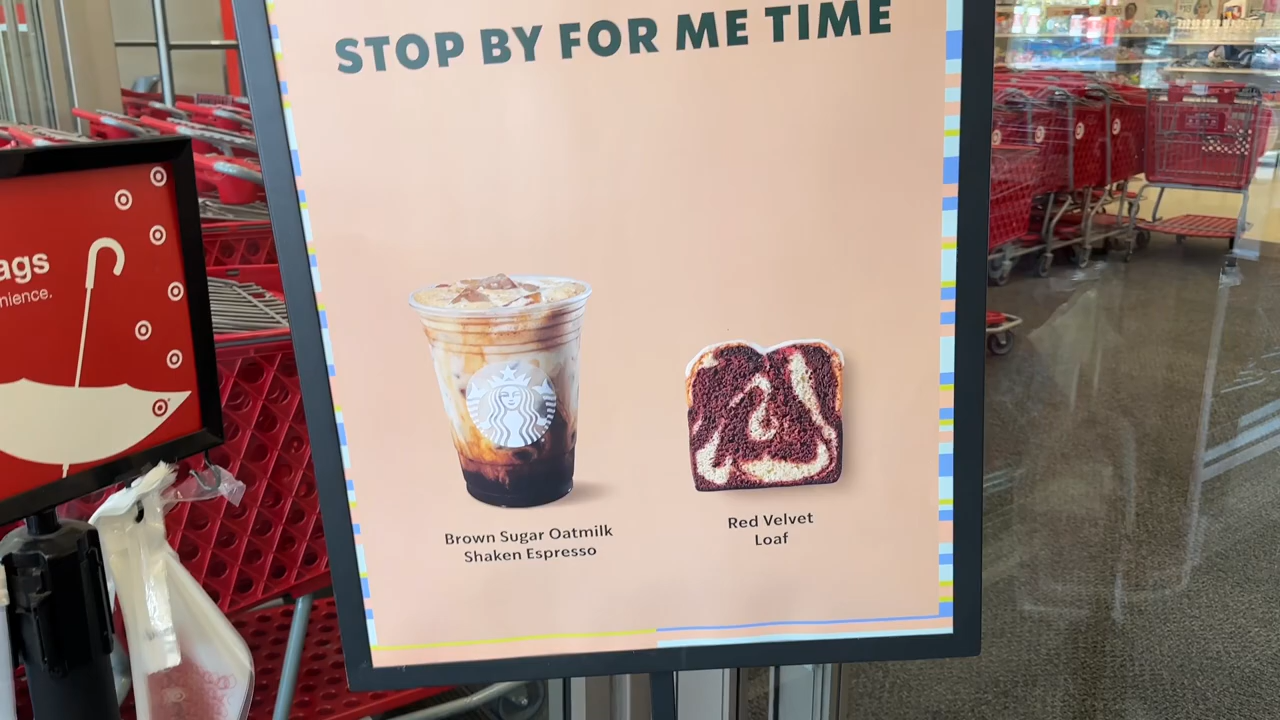 STOP BY FOR ME TIME
ags
nience.
Brown Sugar Oatmilk
Shaken Espresso
Red Velvet
Loaf